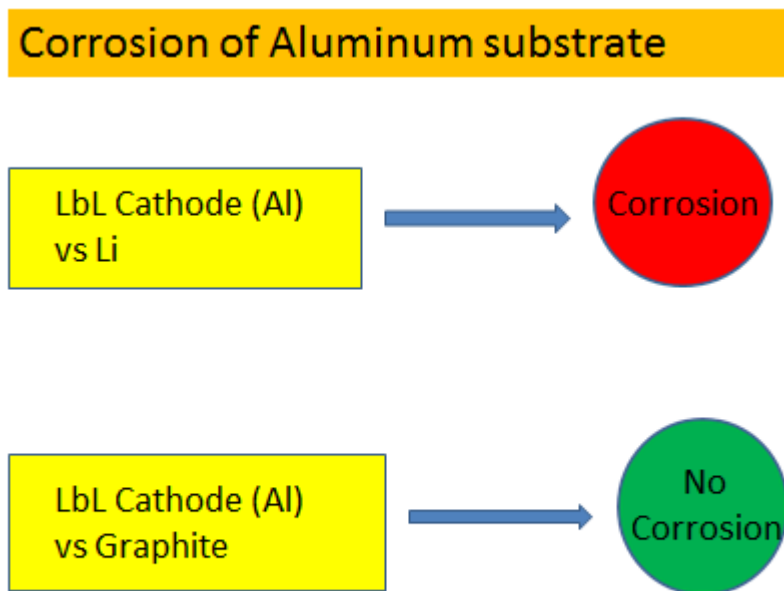 Corrosion of Aluminum substrate
LbL Cathode (Al)
vs Li
Corrosion
LbL Cathode (Al)
vs Graphite
No
Corrosion